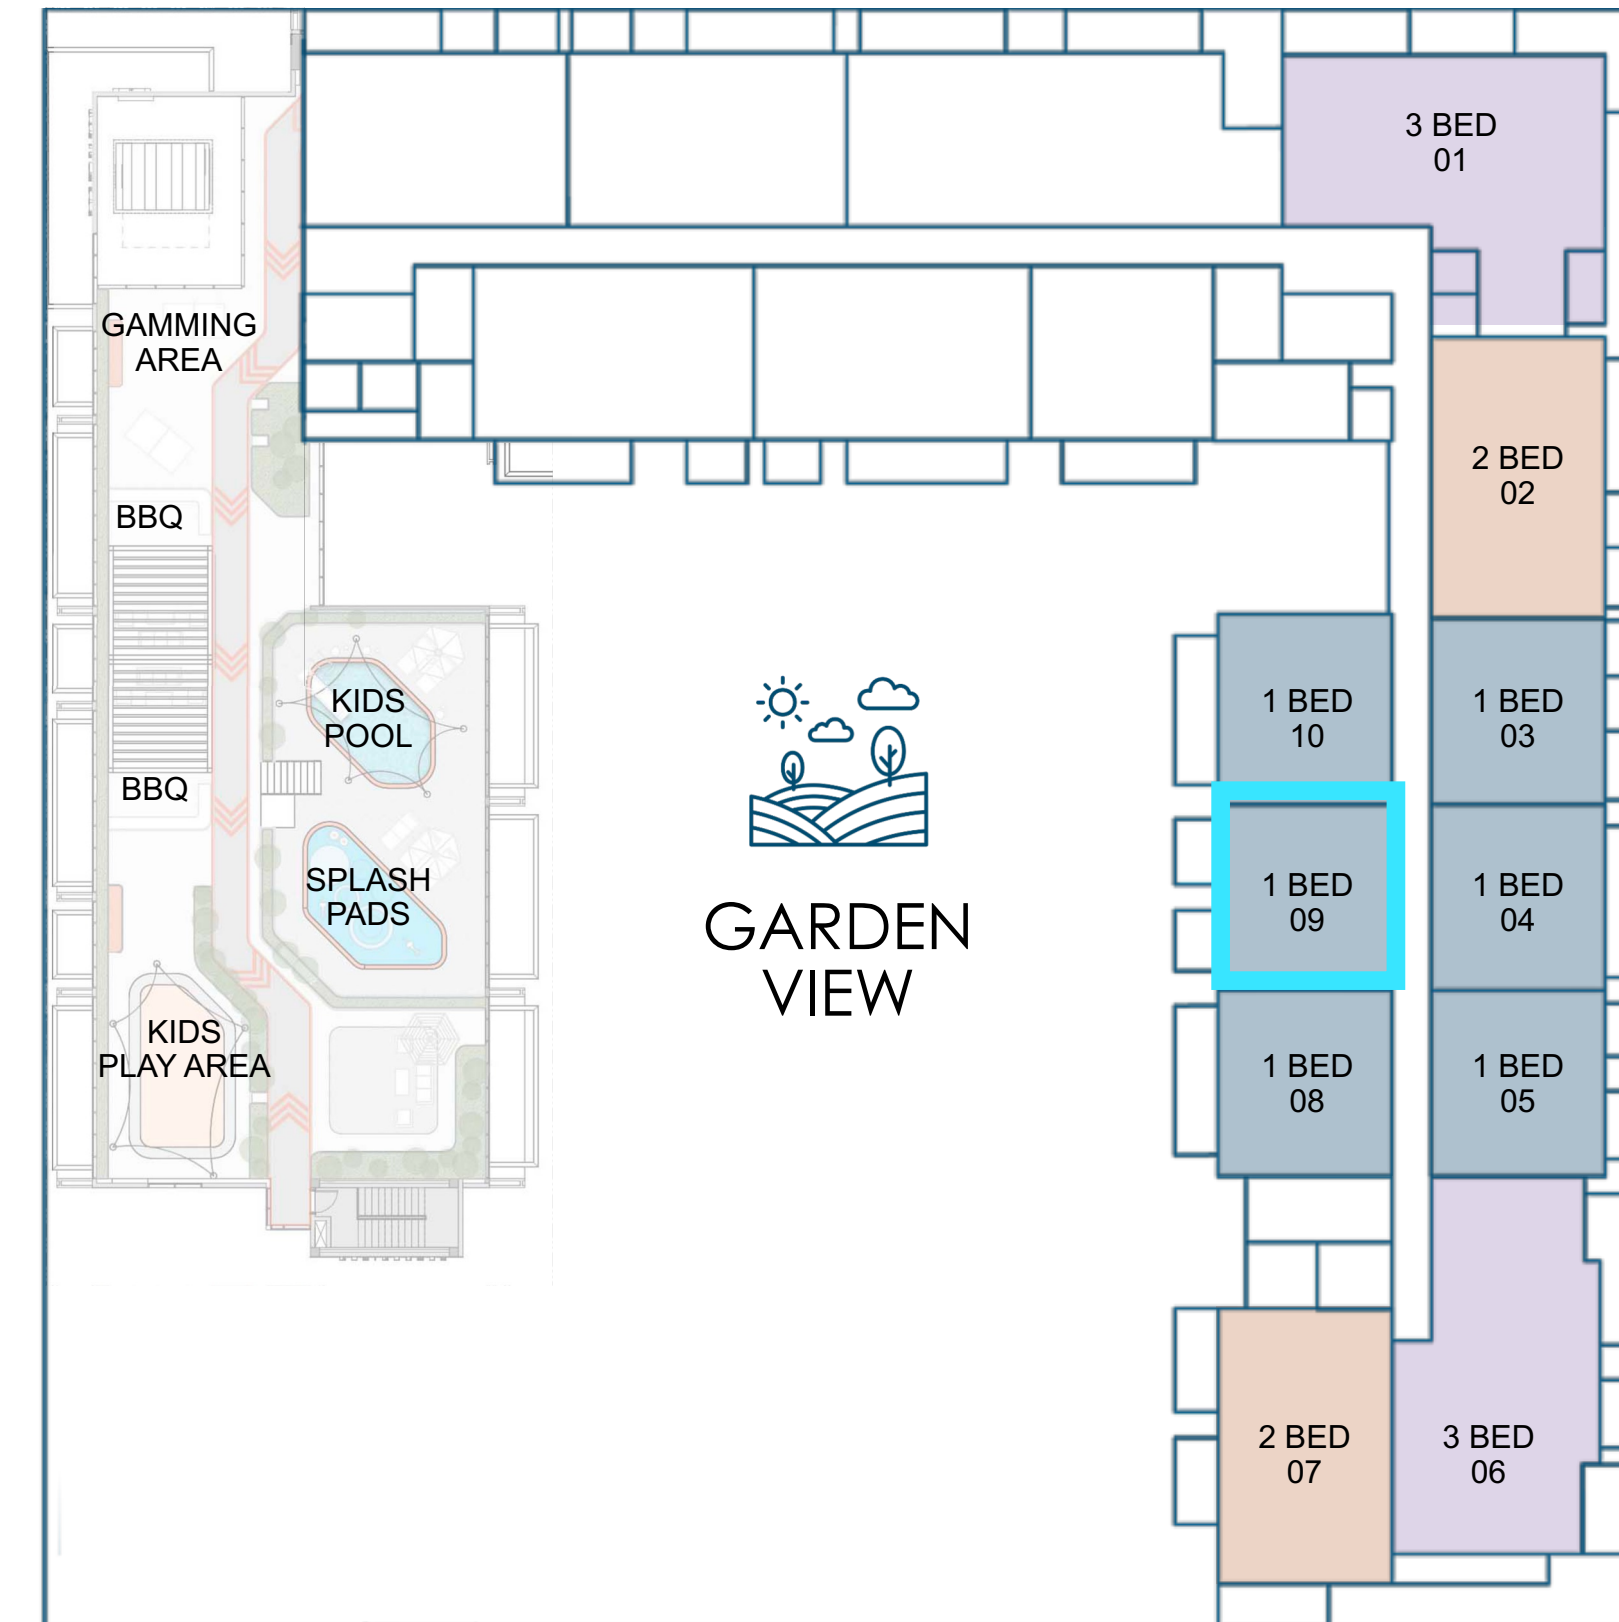 3 BED
01
GAMMING
AREA
2 BED
02
BBQ
KIDS
POOL
1 BED
10
1 BED
03
BBQ
SPLASH
PADS
GARDEN
VIEW
1 BED
09
1 BED
04
KIDS
PLAY AREA
1 BED
08
1 BED
05
2 BED
07
3 BED
06